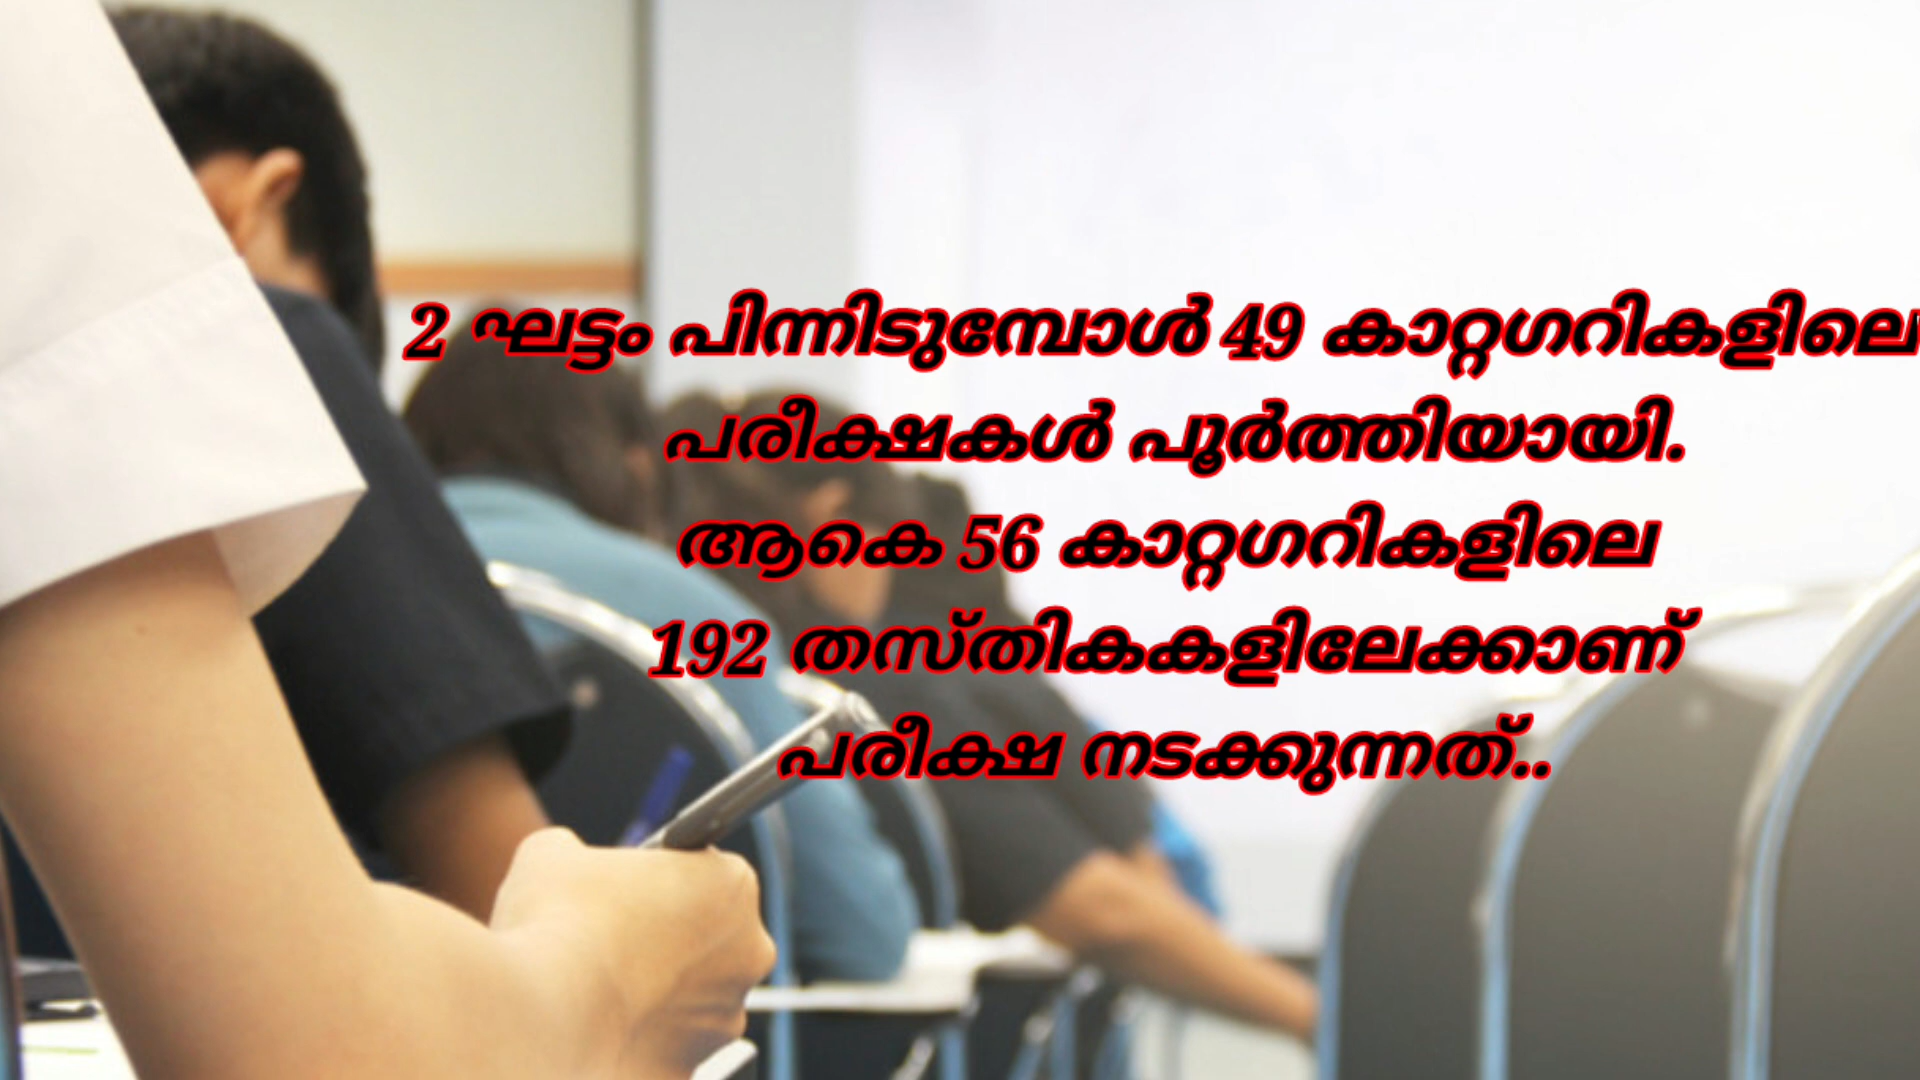 2 ഘട്ടം പിന്നിടുമ്പോൾ 49 കാറ്റഗറികളിലെ
പരീക്ഷകൾ പൂർത്തിയായി.
ആകെ 56 കാറ്റഗറികളിലെ
192 തസ്തികകളിലേക്കാണ്
പരീക്ഷ നടക്കുന്നത്..